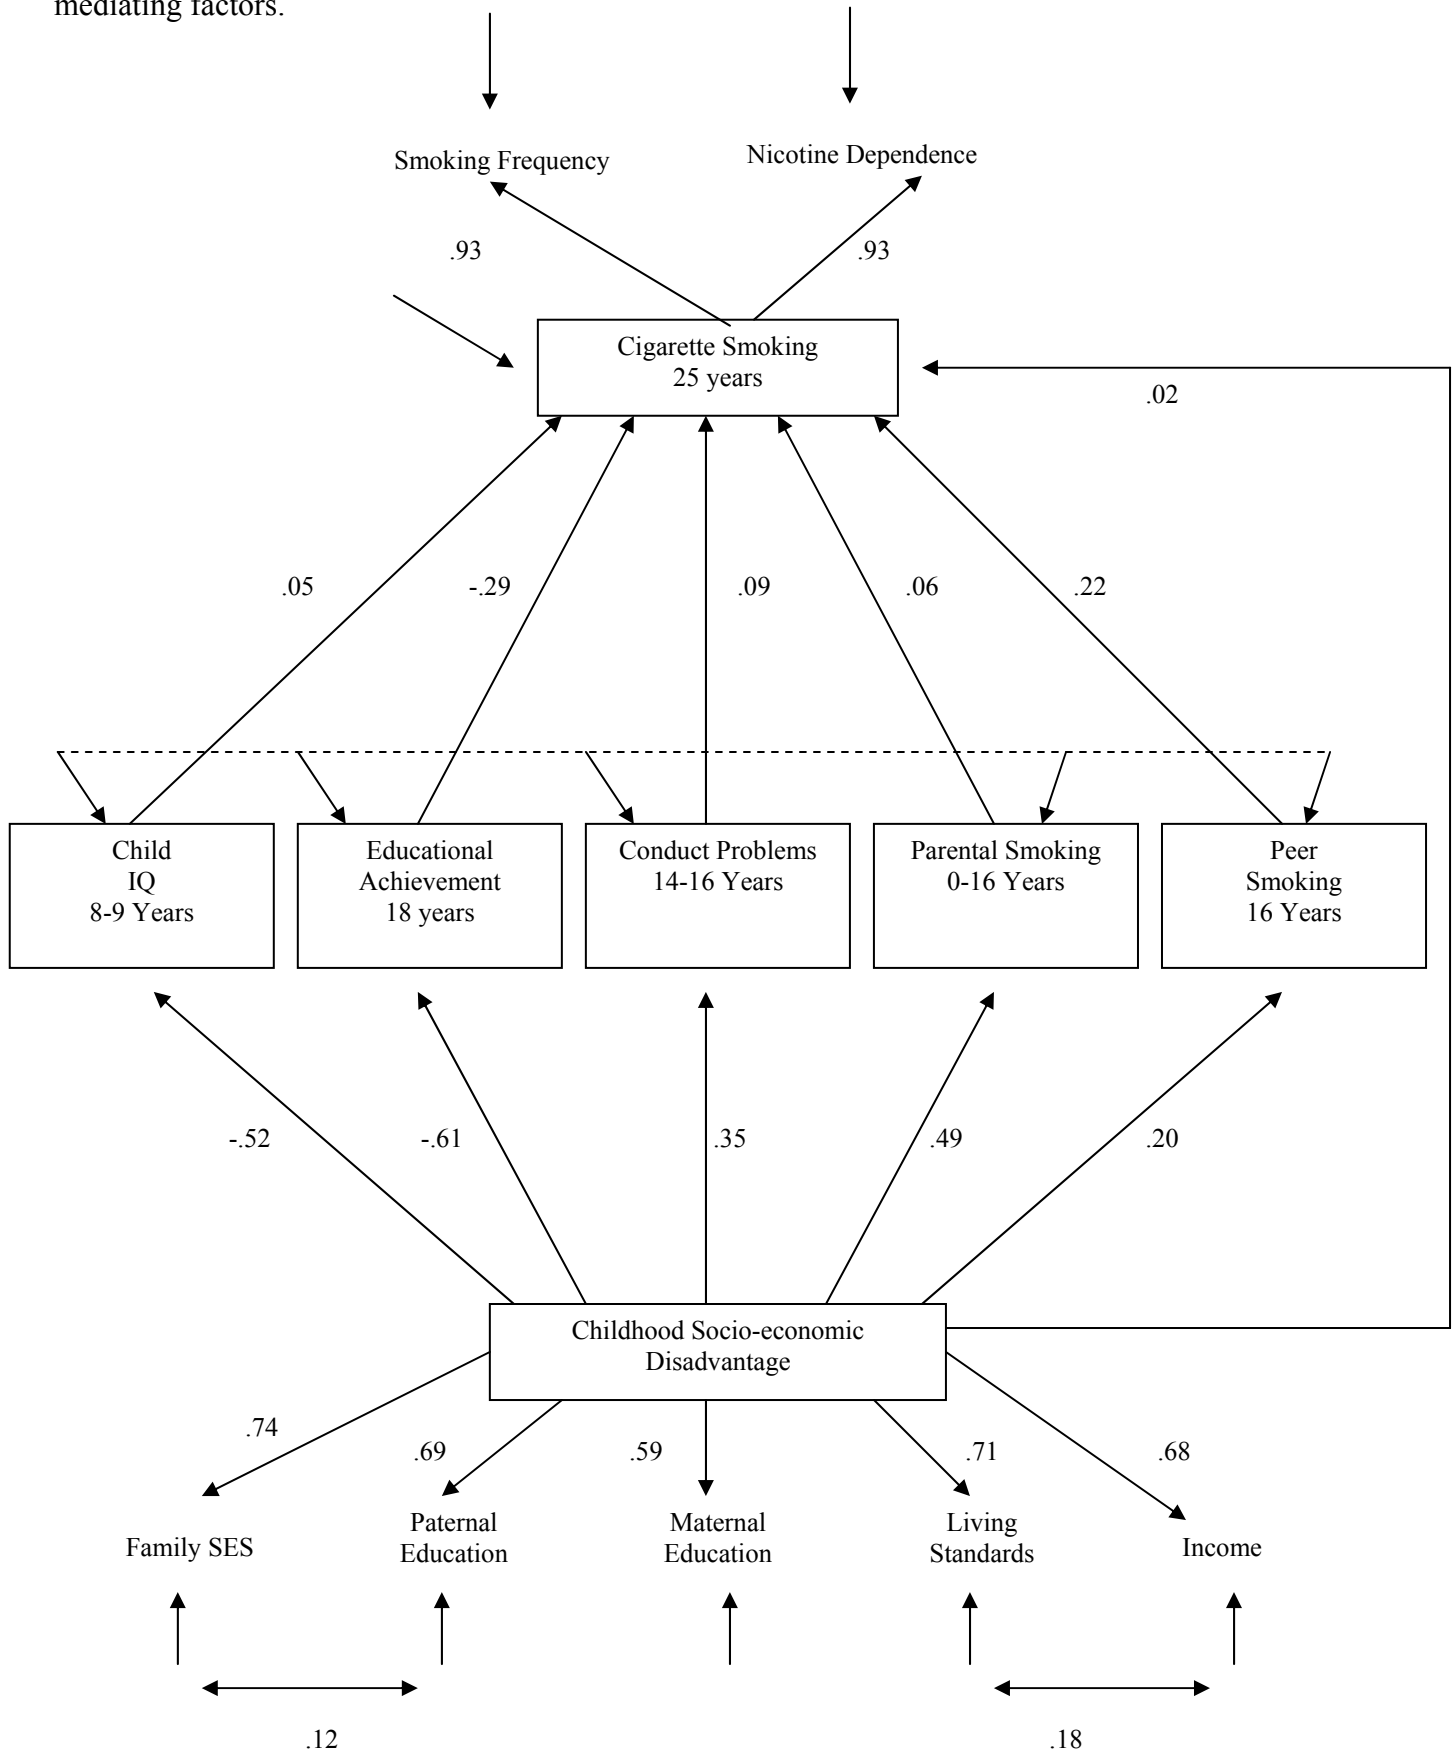 mediating factors.
Smoking Frequency
Nicotine Dependence
.93
.93
Cigarette Smoking
25 years
.02
.05
-.29
.09
.06
.22
Child
IQ
8-9 Years
Educational
Achievement
18 years
Conduct Problems
14-16 Years
Parental Smoking
0-16 Years
Peer
Smoking
16 Years
-.52
-.61
.35
.49
.20
Childhood Socio-economic
Disadvantage
.74
.69
.59
.71
.68
Family SES
Paternal
Education
Maternal
Education
Living
Standards
Income
.12
.18